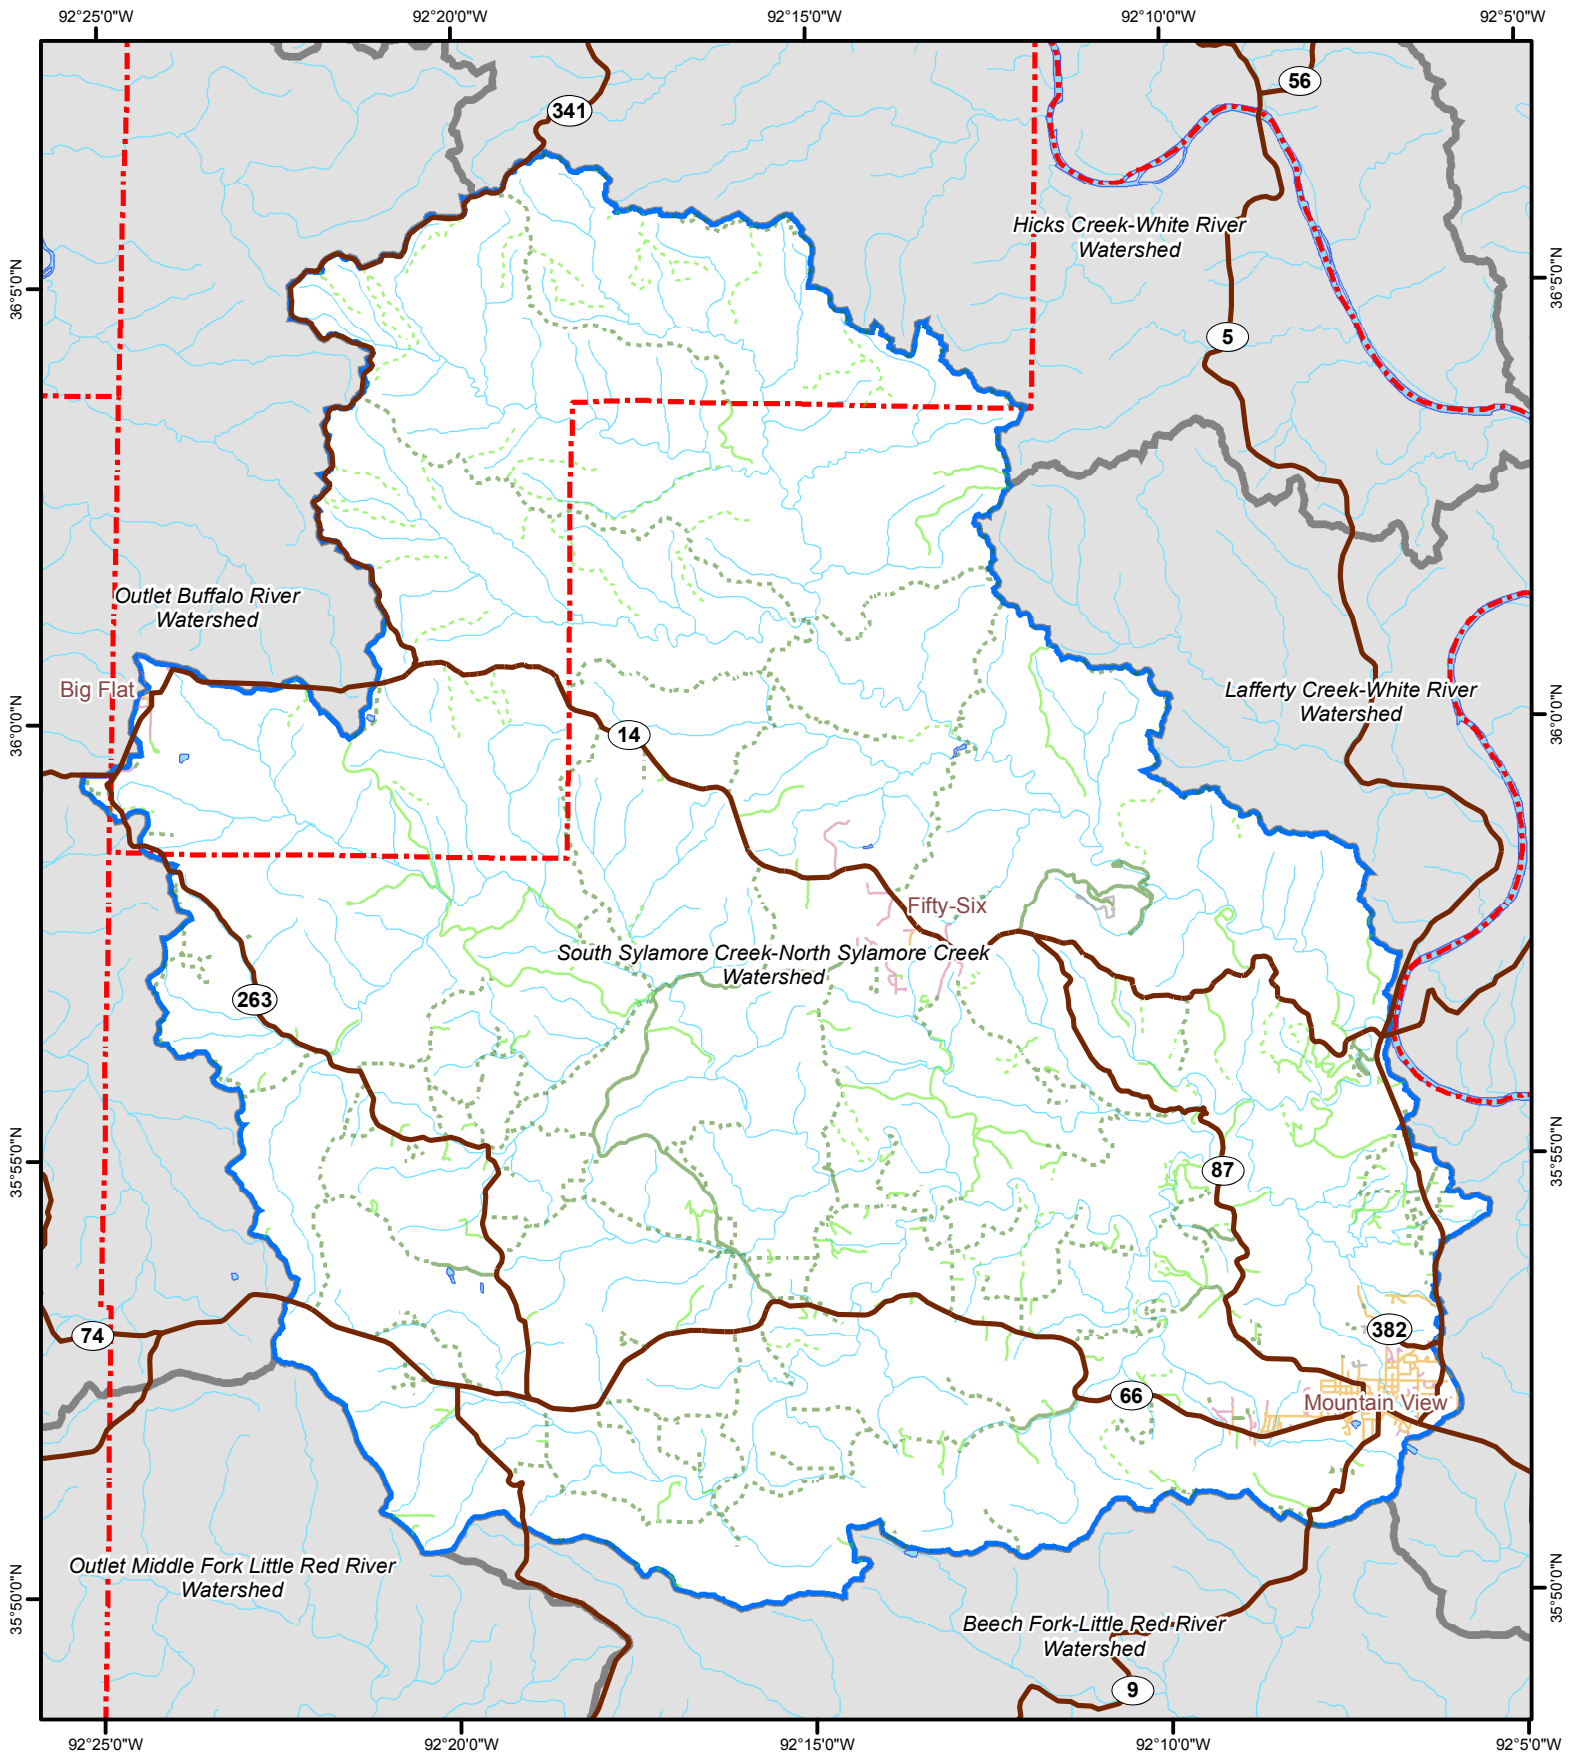 92°25'0"W
92°20'0"W
92°15'0"W
92°10'0"W
92°5'0"W
56
341
Hicks Creek-White River
Watershed
36°5'0"N
36°5'0"N
5
Outlet Buffalo River
Watershed
Big Flat
Lafferty Creek-White River
Watershed
36°0'0"N
36°0'0"N
14
Fifty-Six
South Sylamore Creek-North Sylamore Creek
Watershed
263
35°55'0"N
35°55'0"N
87
74
382
66
Mountain View
Outlet Middle Fork Little Red River
Watershed
35°50'0"N
35°50'0"N
Beech Fork-Little Red River
Watershed
9
92°25'0"W
92°20'0"W
92°15'0"W
92°10'0"W
92°5'0"W